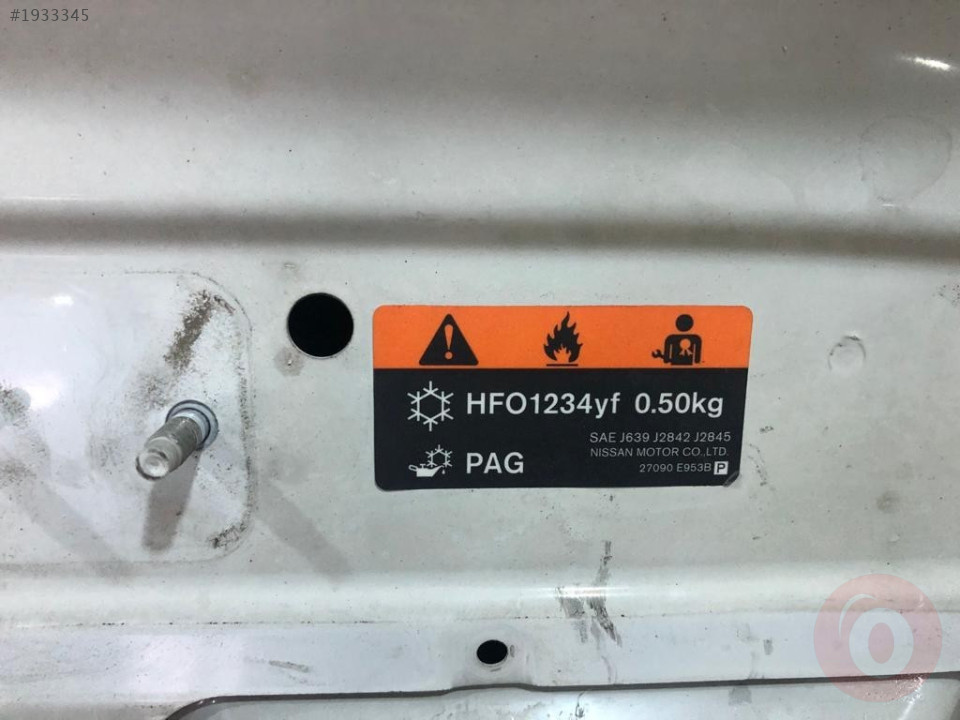 #1933345
HFO1234yf 0.50kg
SAE J639 J2842 J2845
NISSAN MOTOR CO.,LTD.
PAG
27090 E953B P